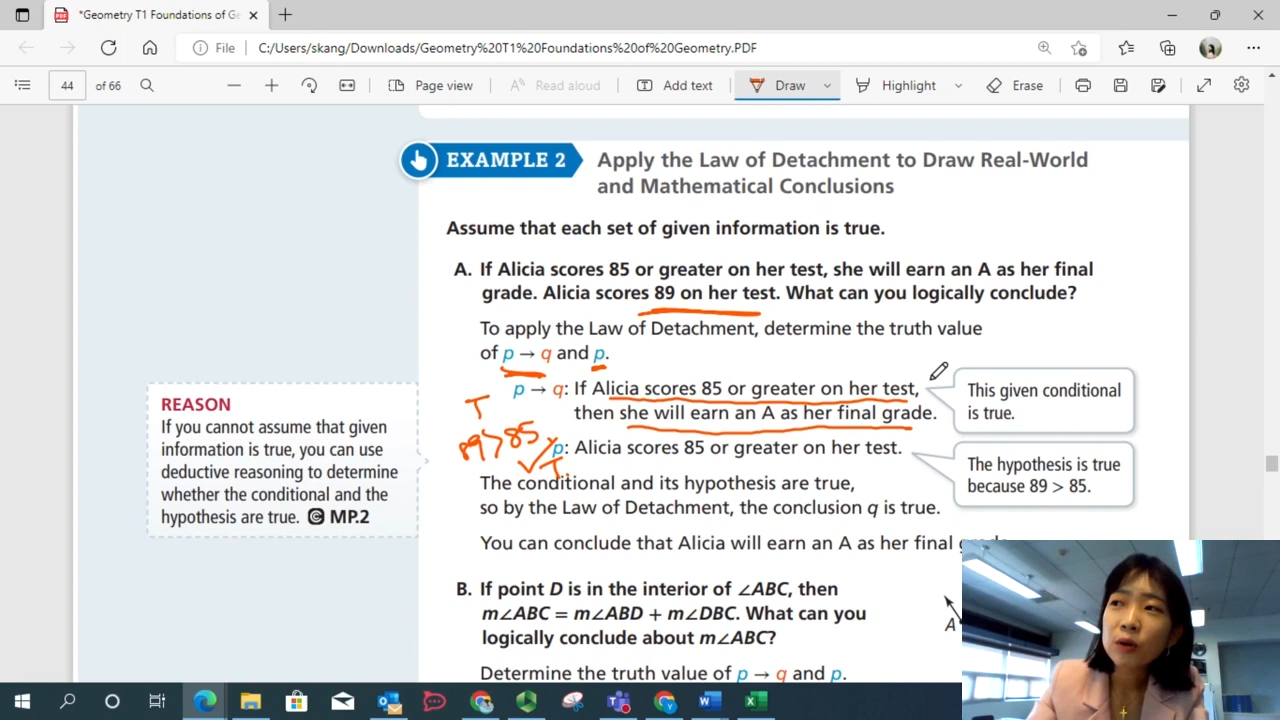 *Geometry T1 Foundations of Ge
File
C:/Users/skang/Downloads/Geometry%20T1%20Foundations%20of%20Geometry.PDF
44 of 66
Page view
Read aloud
Add text
Draw
Highlight
Erase
EXAMPLE 2
Apply the Law of Detachment to Draw Real-World
and Mathematical Conclusions
Assume that each set of given information is true.
A. If Alicia scores 85 or greater on her test, she will earn an A as her final
grade. Alicia scores 89 on her test. What can you logically conclude?
To apply the Law of Detachment, determine the truth value
of p → q and p.
p → q: If Alicia scores 85 or greater on her test,
then she will earn an A as her final grade.
T
89>85
p: Alicia scores 85 or greater on her test.
T
This given conditional
is true.
The hypothesis is true
because 89 > 85.
REASON
If you cannot assume that given
information is true, you can use
deductive reasoning to determine
whether the conditional and the
hypothesis are true. MP.2
The conditional and its hypothesis are true,
so by the Law of Detachment, the conclusion q is true.
You can conclude that Alicia will earn an A as her final
B. If point D is in the interior of ∠ABC, then
m∠ABC = m∠ABD + m∠DBC. What can you
logically conclude about m∠ABC?
A
Determine the truth value of p → q and p.